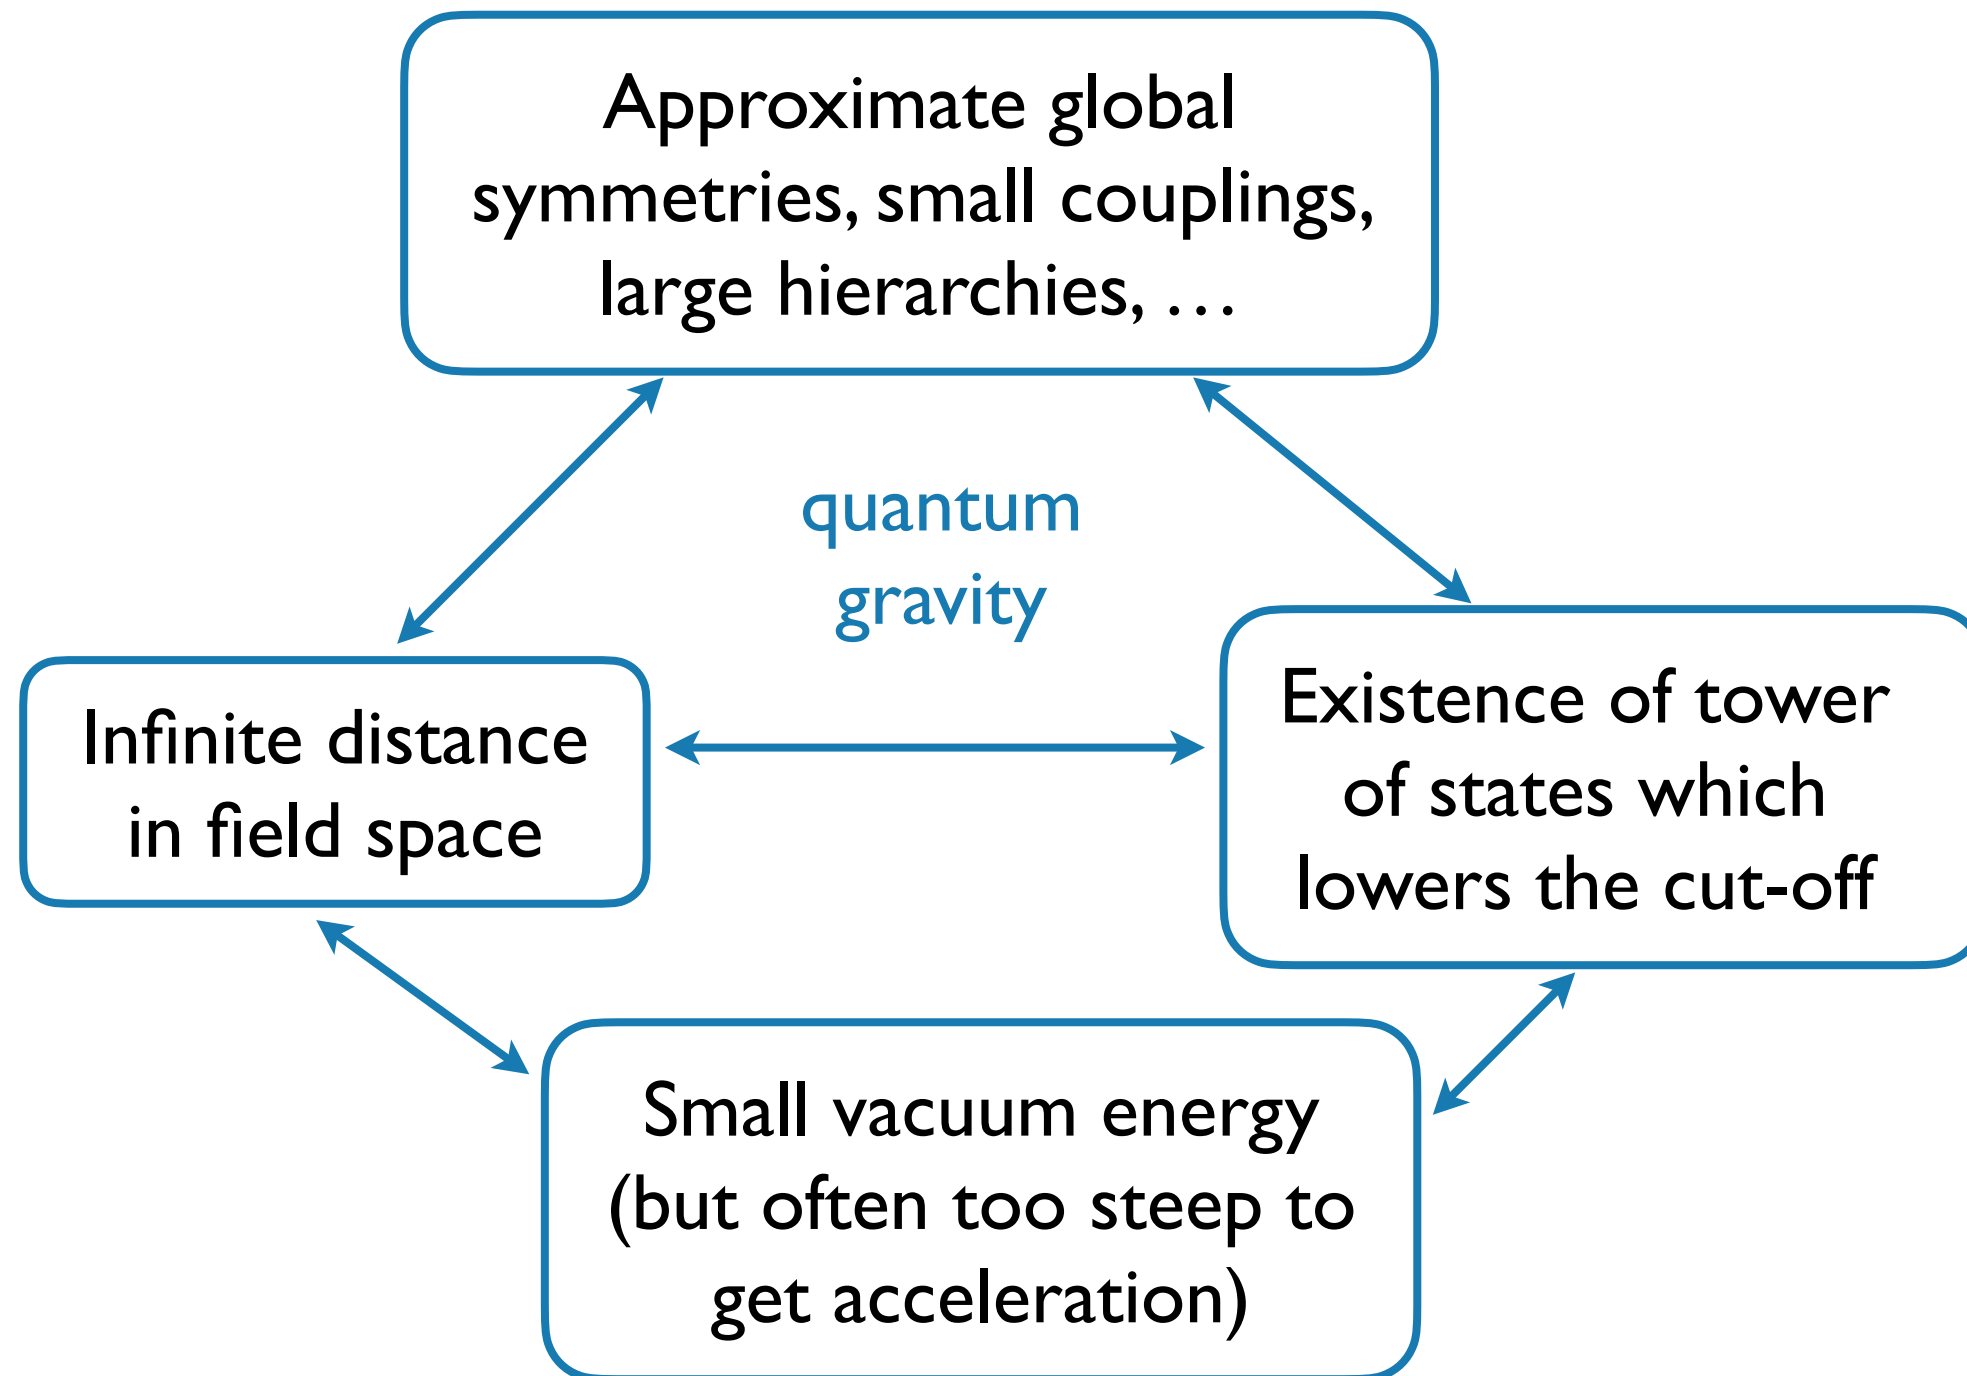 Approximate global
symmetries, small couplings,
large hierarchies, …
quantum
gravity
Infinite distance
in field space
Existence of tower
of states which
lowers the cut-off
Small vacuum energy
(but often too steep to
get acceleration)